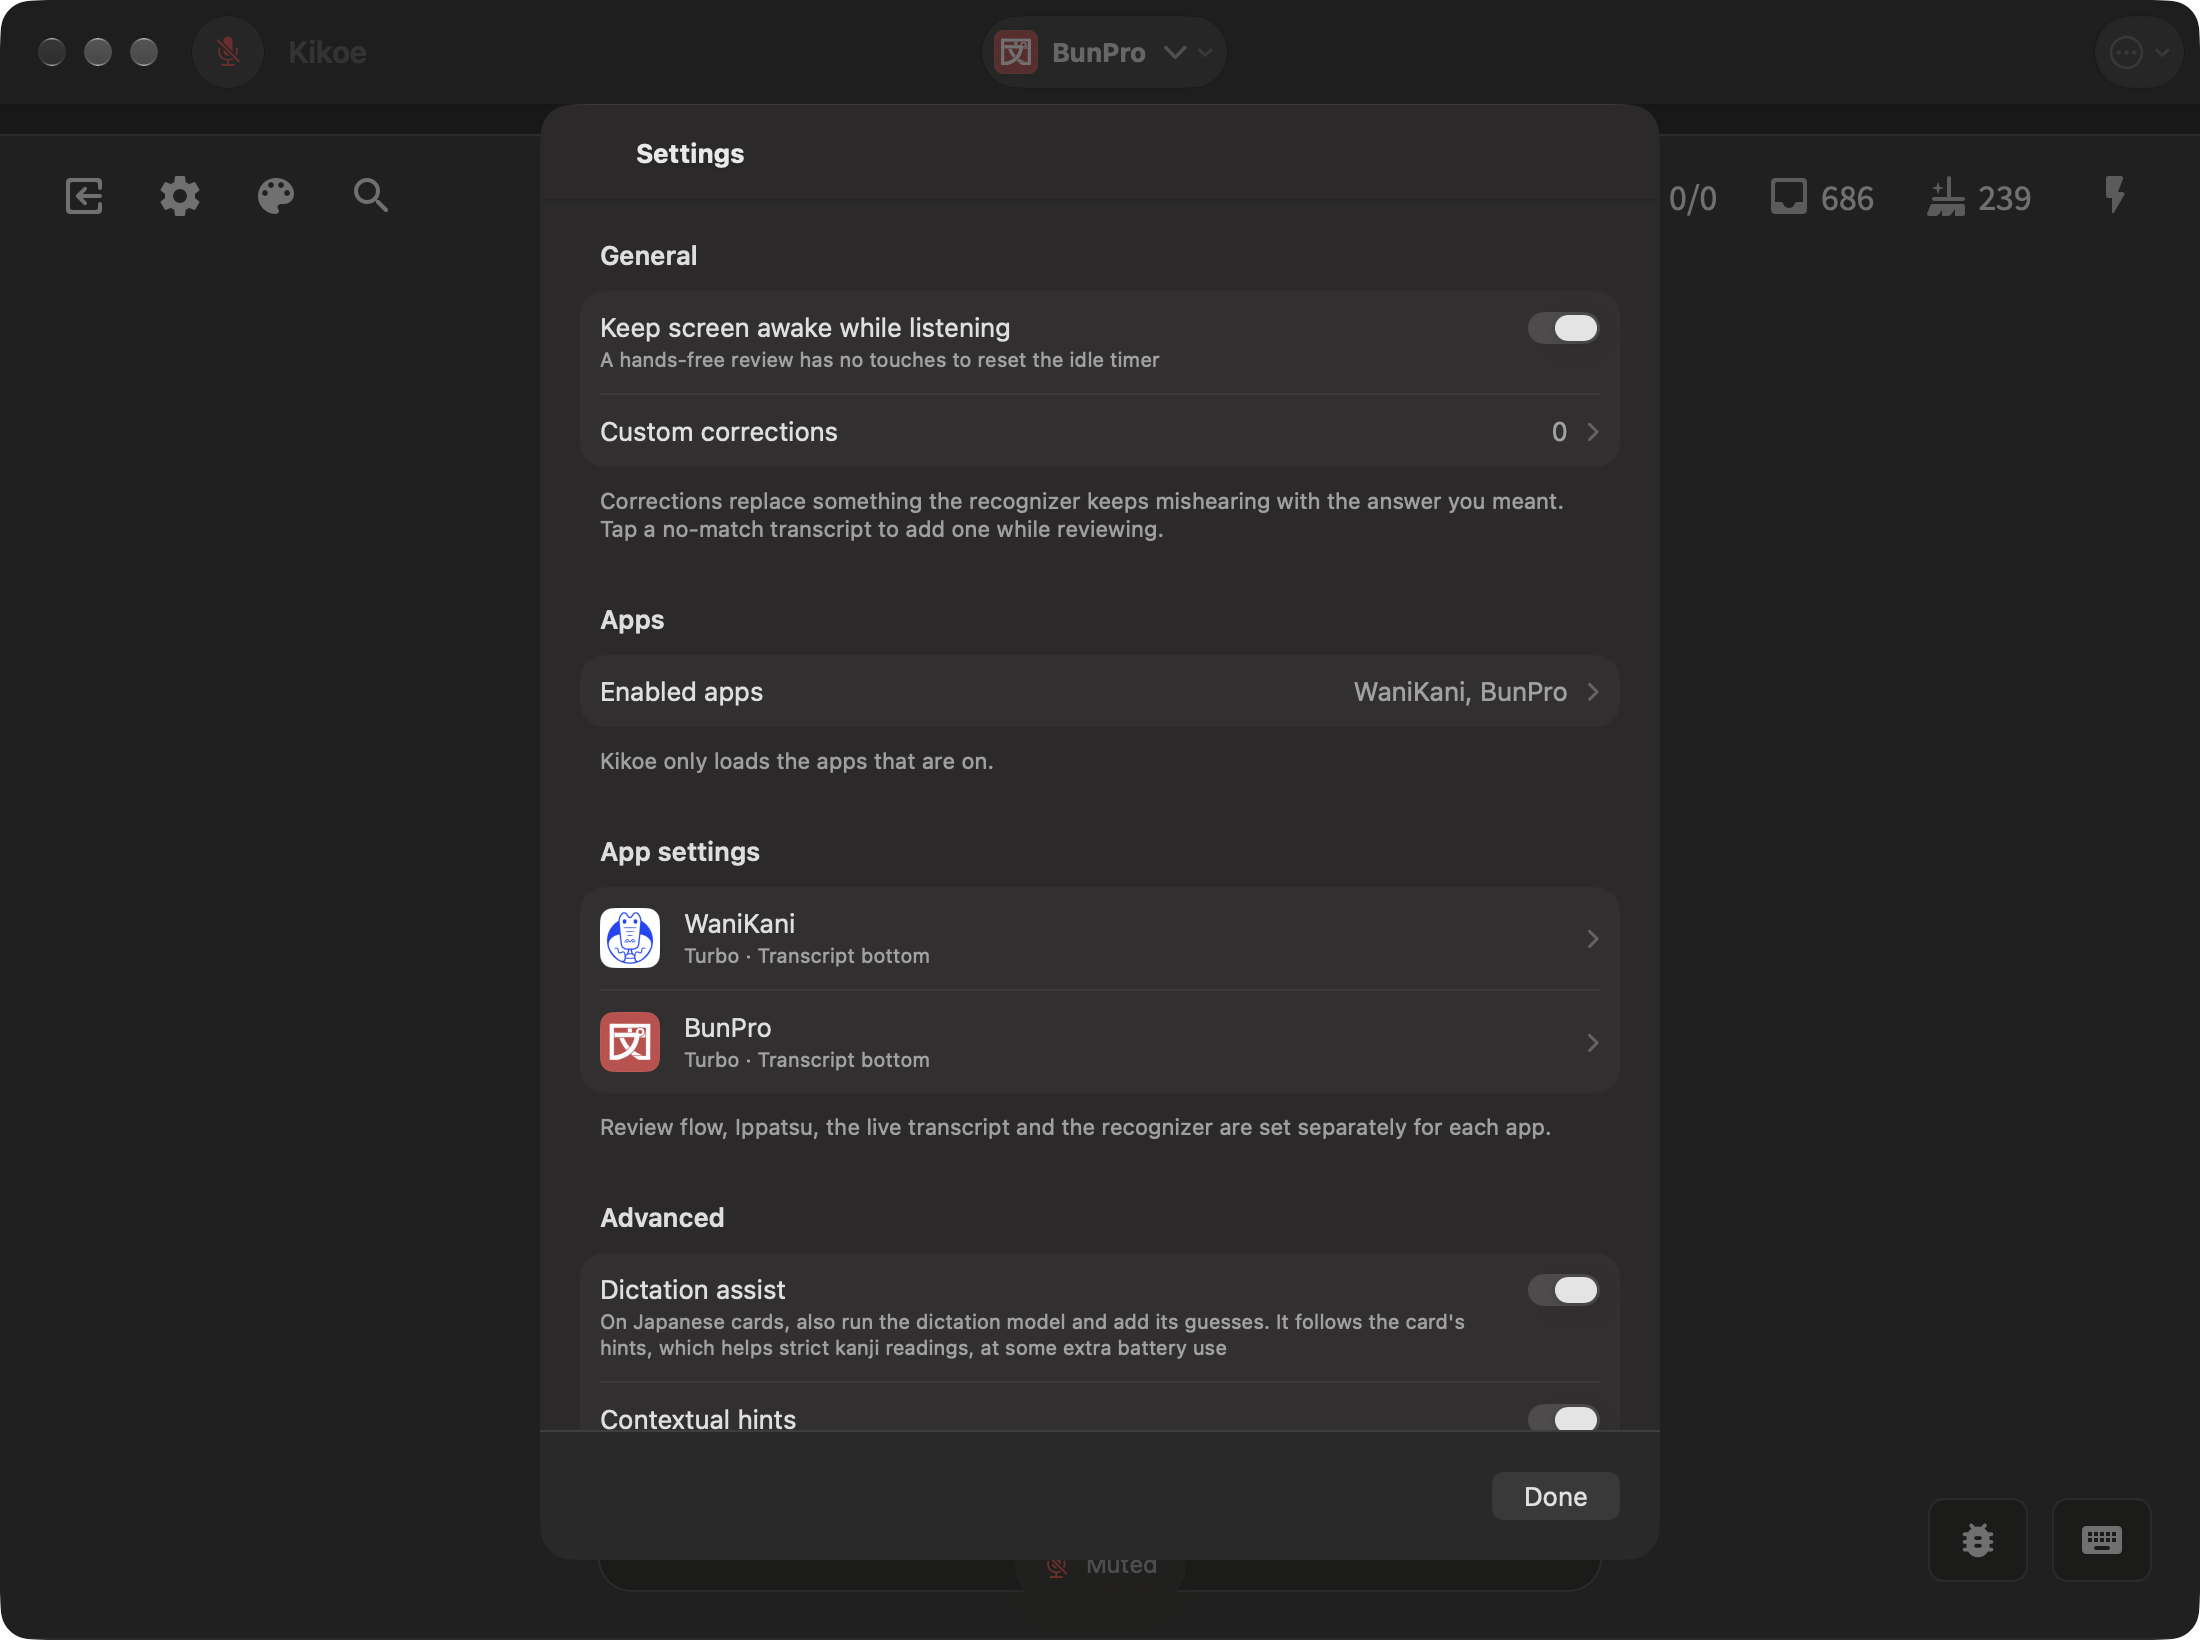 Kikoe
文 BunPro
Settings
0/0
686
239
General
Keep screen awake while listening
A hands-free review has no touches to reset the idle timer
Custom corrections 0
Corrections replace something the recognizer keeps mishearing with the answer you meant.
Tap a no-match transcript to add one while reviewing.
Apps
Enabled apps WaniKani, BunPro
Kikoe only loads the apps that are on.
App settings
WaniKani
Turbo · Transcript bottom
文 BunPro
Turbo · Transcript bottom
Review flow, Ippatsu, the live transcript and the recognizer are set separately for each app.
Advanced
Dictation assist
On Japanese cards, also run the dictation model and add its guesses. It follows the card's
hints, which helps strict kanji readings, at some extra battery use
Contextual hints
Done
Muted